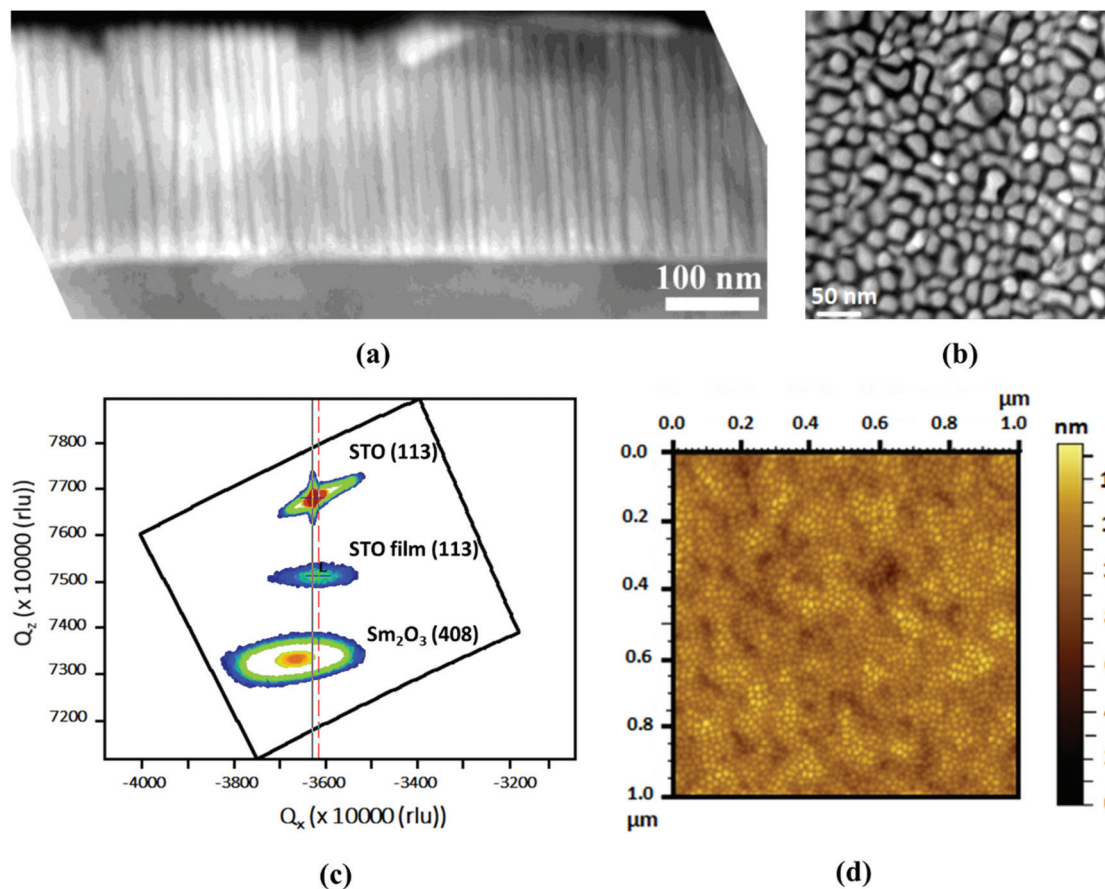 100 nm
50 nm
(a)
(b)
Qz (x 10000 (rlu)
7800
7700
7600
7500
7400
7300
7200
STO (113)
STO film (113)
L
Sm2O3 (408)
-4000
-3800
-3600
-3400
-3200
Qx (x 10000 (rlu)
(c)
µm
0.0 0.2 0.4 0.6 0.8 1.0
nm
0.0
0.2
0.4
0.6
0.8
1.0
µm
(d)